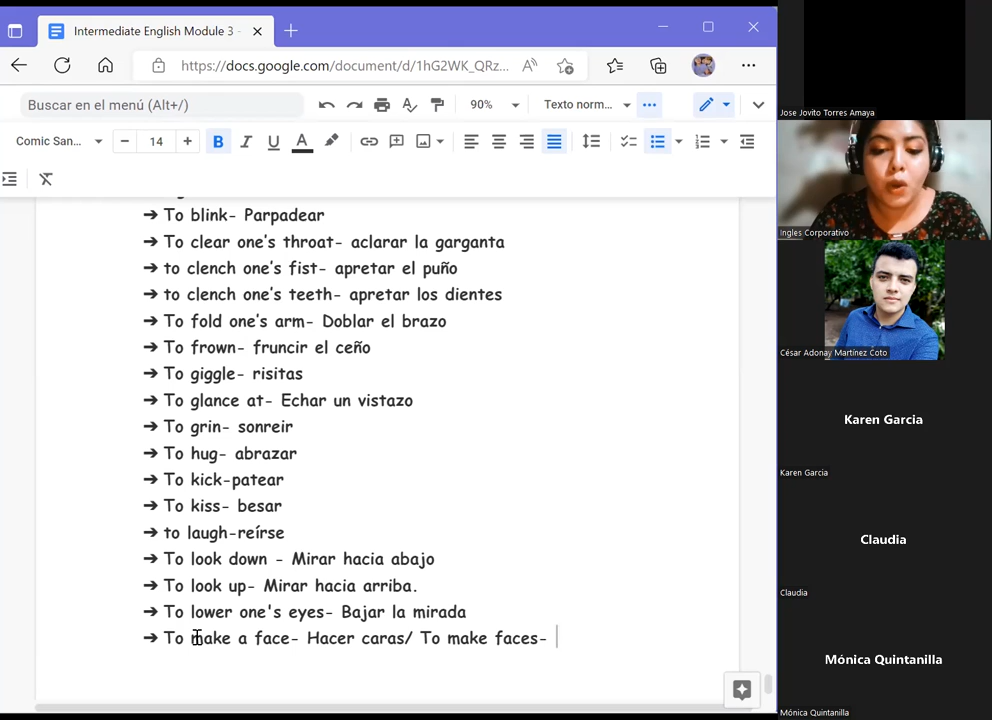 Intermediate English Module 3 -
https://docs.google.com/document/d/1hG2WK_QRz...
Buscar en el menú (Alt+/)
90%
Texto norm...
Comic San...
14
B
I
U
A
➔ To blink- Parpadear
➔ To clear one's throat- aclarar la garganta
➔ to clench one's fist- apretar el puño
➔ to clench one's teeth- apretar los dientes
➔ To fold one's arm- Doblar el brazo
➔ To frown- fruncir el ceño
➔ To giggle- risitas
➔ To glance at- Echar un vistazo
➔ To grin- sonreir
➔ To hug- abrazar
➔ To kick-patear
➔ To kiss- besar
➔ to laugh-reírse
➔ To look down - Mirar hacia abajo
➔ To look up- Mirar hacia arriba.
➔ To lower one's eyes- Bajar la mirada
➔ To make a face- Hacer caras/ To make faces-
Jose Jovito Torres Amaya
Ingles Corporativo
César Adonay Martínez Coto
Karen Garcia
Karen Garcia
Claudia
Claudia
Mónica Quintanilla
Mónica Quintanilla